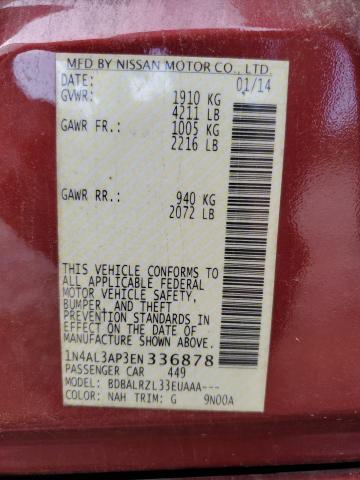 MFD BY NISSAN MOTOR CO., LTD.
DATE: 01/14
GVWR: 1910 KG
4211 LB
GAWR FR.: 1005 KG
2216 LB
GAWR RR.: 940 KG
2072 LB
THIS VEHICLE CONFORMS TO
ALL APPLICABLE FEDERAL
MOTOR VEHICLE SAFETY,
BUMPER, AND THEFT
PREVENTION STANDARDS IN
EFFECT ON THE DATE OF
MANUFACTURE SHOWN ABOVE.
1N4AL3AP3EN336878
PASSENGER CAR 449
MODEL: BDBALRZL33EUAAA---
COLOR: NAH TRIM: G 9N00A